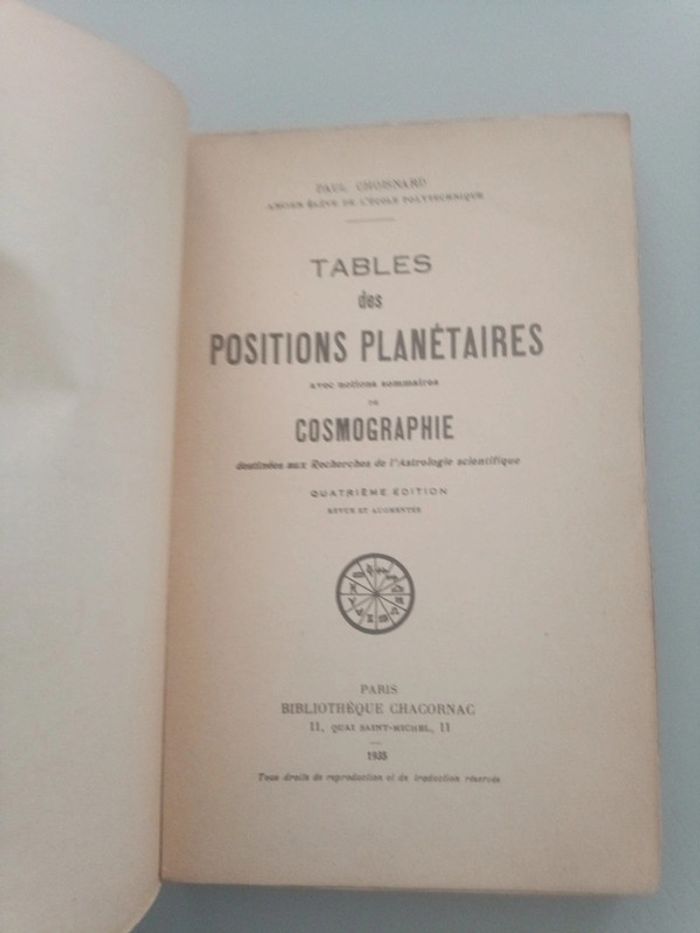 PAUL CHOISNARD
ANCIEN ÉLÈVE DE L'ÉCOLE POLYTECHNIQUE
TABLES
des
POSITIONS PLANÉTAIRES
avec notions sommaires
DE
COSMOGRAPHIE
destinées aux Recherches de l'Astrologie scientifique
QUATRIÈME ÉDITION
REVUE ET AUGMENTÉE
PARIS
BIBLIOTHÈQUE CHACORNAC
11, QUAI SAINT-MICHEL, 11
1935
Tous droits de reproduction et de traduction réservés